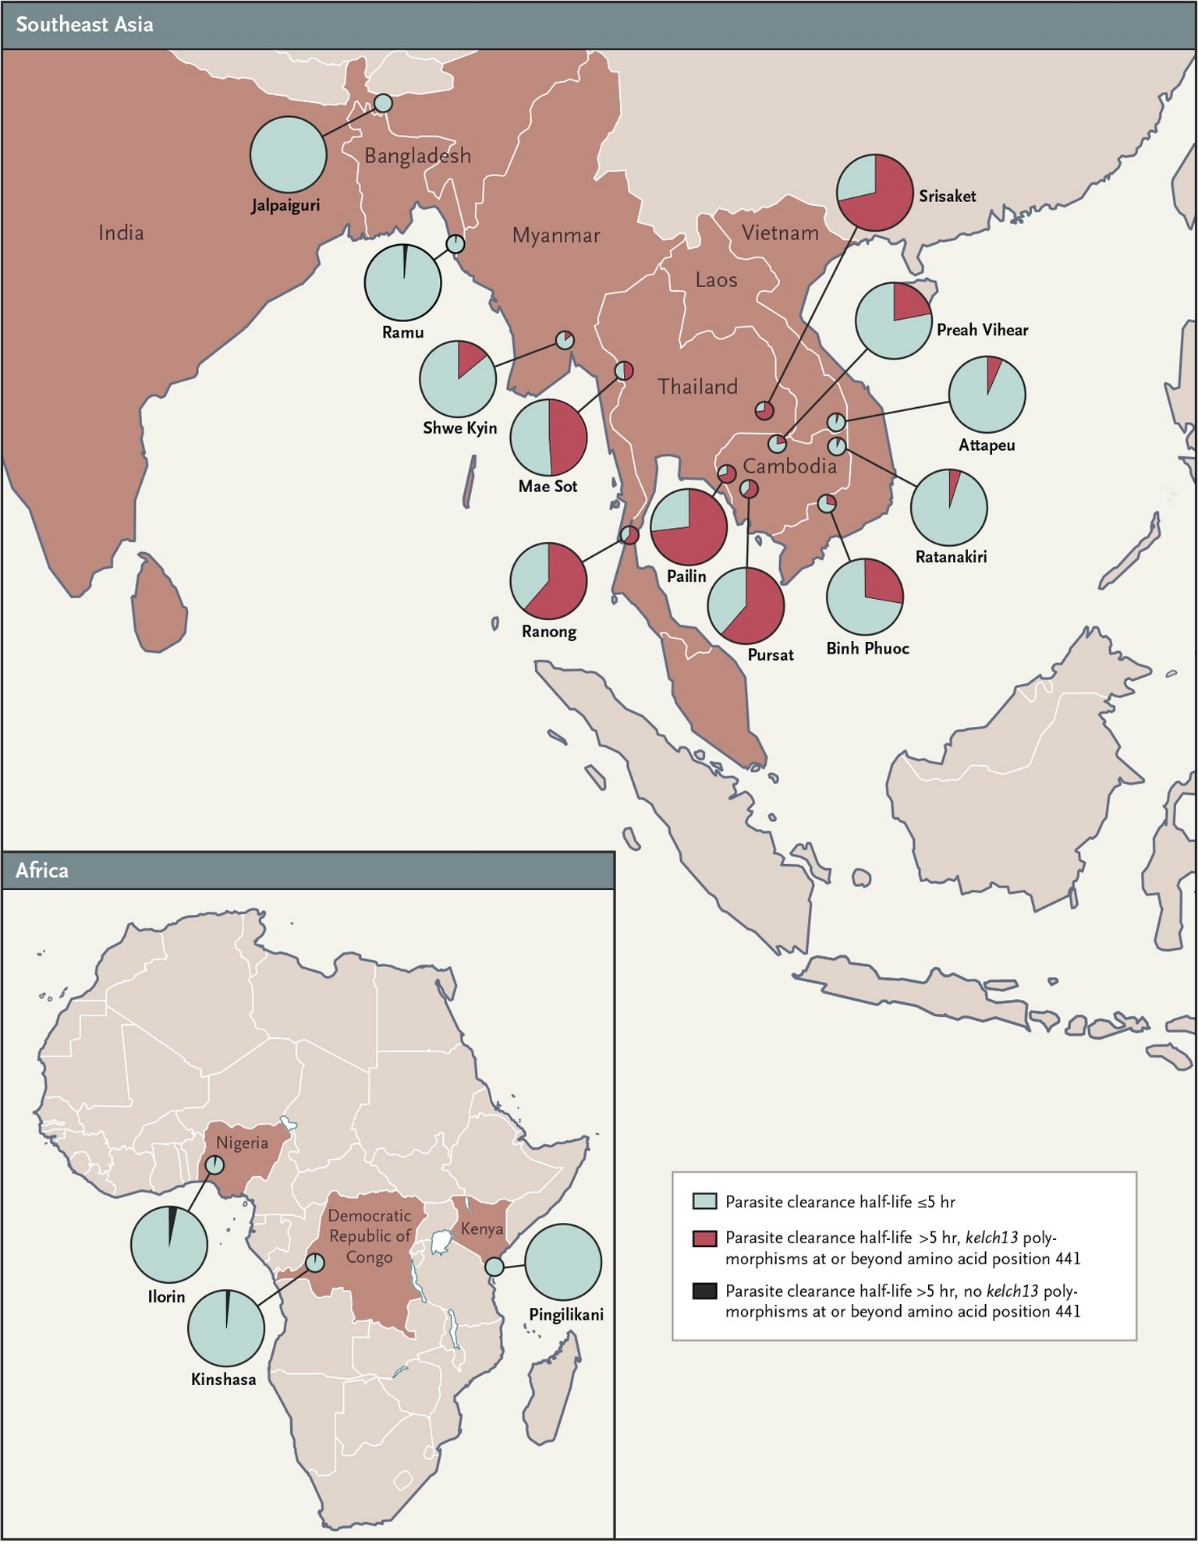 Southeast Asia
Srisaket
Bangladesh
Jalpaiguri
India
Myanmar
Vietnam
Laos
Ramu
Preah Vihear
Thailand
Shwe Kyin
Attapeu
Mae Sot
Cambodia
Ratanakiri
Pailin
Ranong
Pursat
Binh Phuoc
Africa
Nigeria
Democratic
Republic of
Congo
Kenya
Ilorin
Pingilikani
Kinshasa
Parasite clearance half-life ≤5 hr
Parasite clearance half-life >5 hr, kelch13 poly-
morphisms at or beyond amino acid position 441
Parasite clearance half-life >5 hr, no kelch13 poly-
morphisms at or beyond amino acid position 441